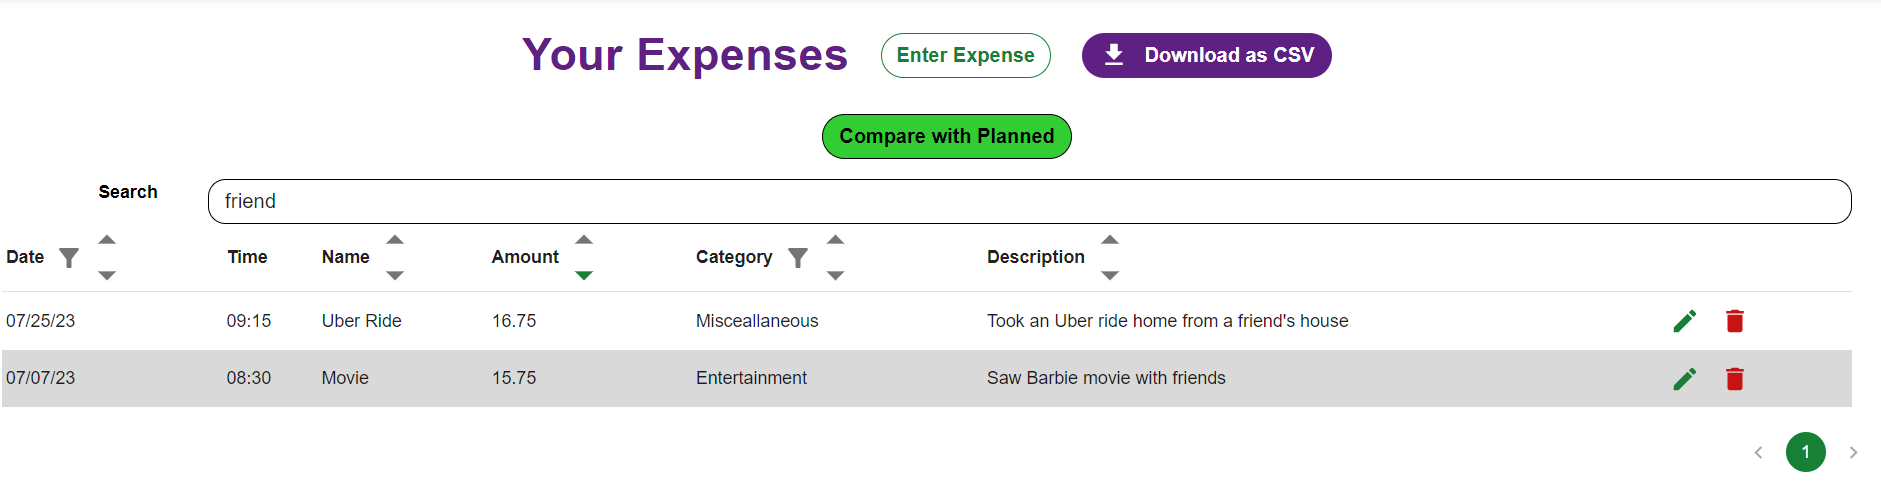 Your Expenses Enter Expense Download as CSV
Compare with Planned
Search friend
Date Time Name Amount Category Description
07/25/23 09:15 Uber Ride 16.75 Misceallaneous Took an Uber ride home from a friend's house
07/07/23 08:30 Movie 15.75 Entertainment Saw Barbie movie with friends
1